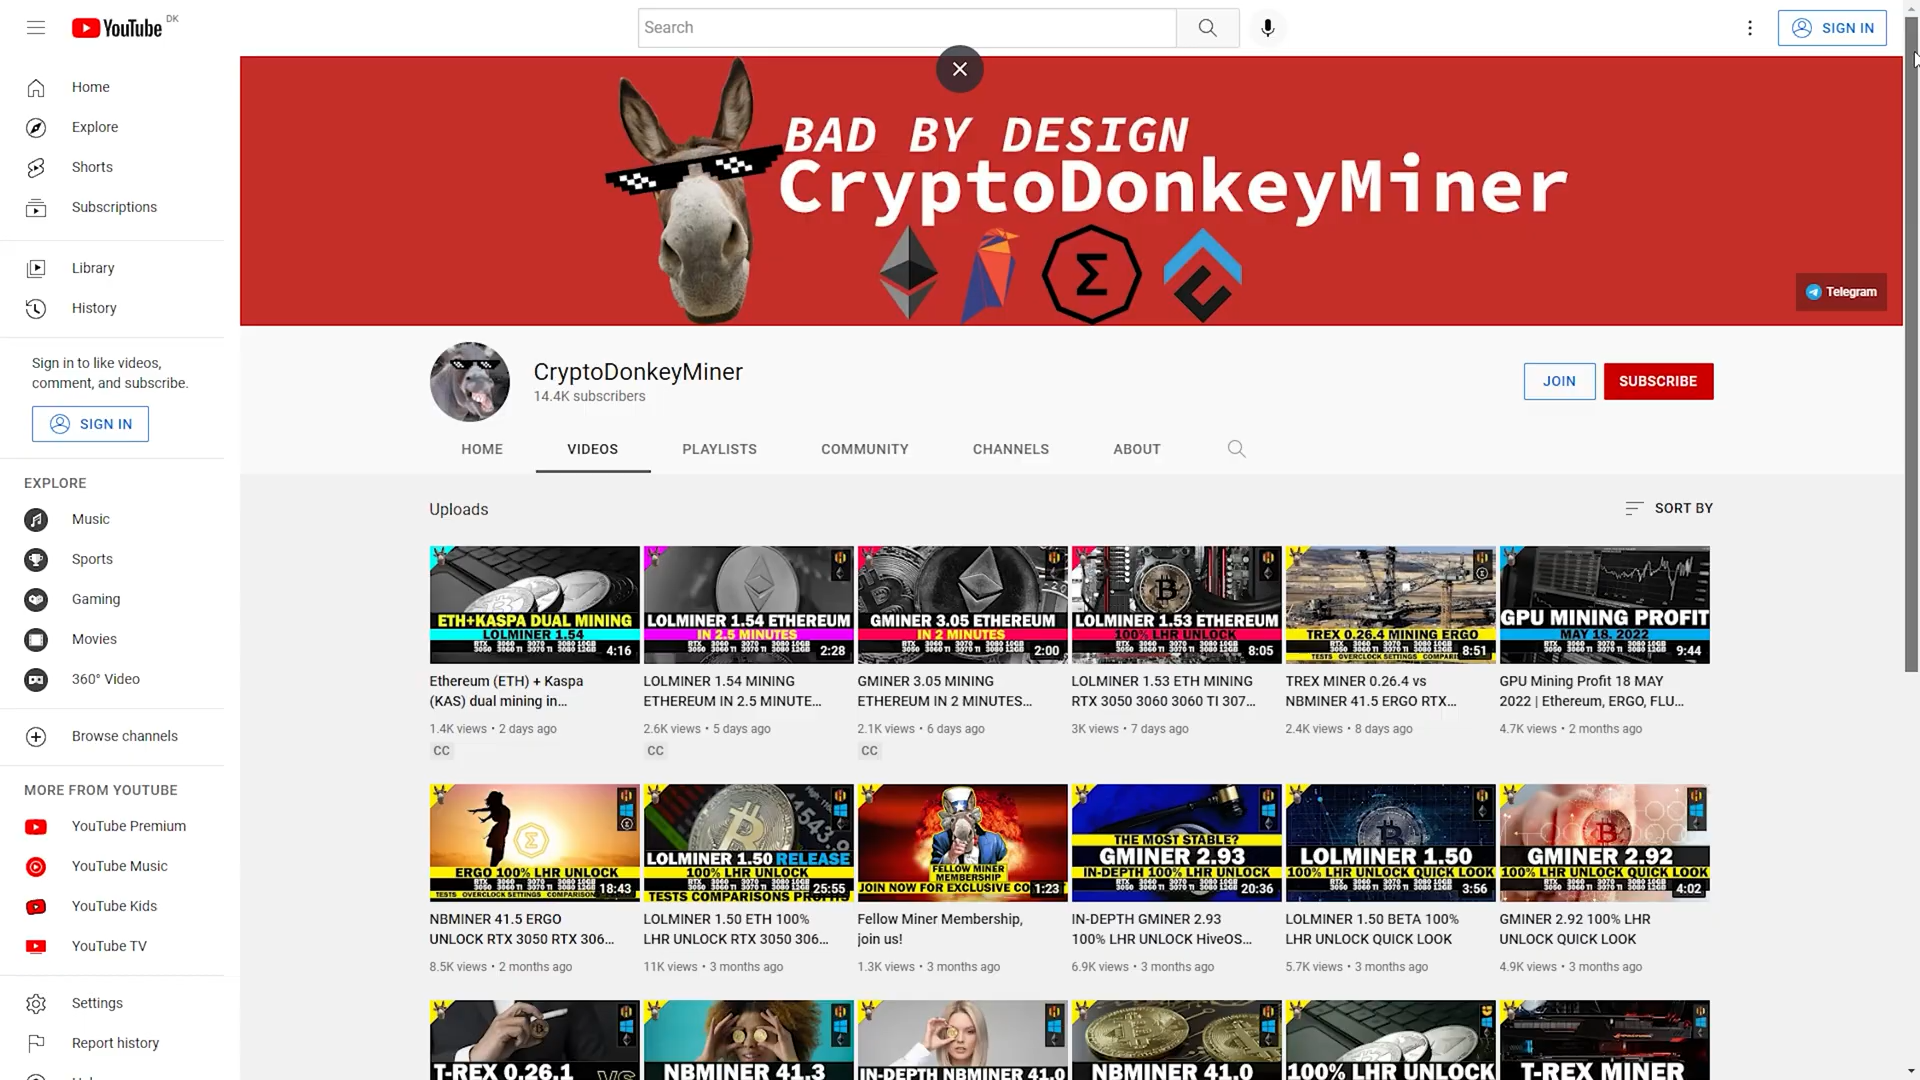 YouTube DK
Search
SIGN IN
Home
Explore
Shorts
Subscriptions
Library
History
Sign in to like videos,
comment, and subscribe.
SIGN IN
EXPLORE
Music
Sports
Gaming
Movies
360° Video
Browse channels
MORE FROM YOUTUBE
YouTube Premium
YouTube Music
YouTube Kids
YouTube TV
Settings
Report history
BAD BY DESIGN
CryptoDonkeyMiner
Telegram
CryptoDonkeyMiner
14.4K subscribers
JOIN
SUBSCRIBE
HOME
VIDEOS
PLAYLISTS
COMMUNITY
CHANNELS
ABOUT
Uploads
SORT BY
ETH+KASPA DUAL MINING
LOLMINER 1.54
4:16
Ethereum (ETH) + Kaspa
(KAS) dual mining in...
1.4K views • 2 days ago
CC
LOLMINER 1.54 ETHEREUM
IN 2.5 MINUTES
2:28
LOLMINER 1.54 MINING
ETHEREUM IN 2.5 MINUTE...
2.6K views • 5 days ago
CC
GMINER 3.05 ETHEREUM
IN 2 MINUTES
2:00
GMINER 3.05 MINING
ETHEREUM IN 2 MINUTES...
2.1K views • 6 days ago
CC
LOLMINER 1.53 ETHEREUM
100% LHR UNLOCK
8:05
LOLMINER 1.53 ETH MINING
RTX 3050 3060 3060 TI 307...
3K views • 7 days ago
TREX 0.26.4 MINING ERGO
8:51
TREX MINER 0.26.4 vs
NBMINER 41.5 ERGO RTX...
2.4K views • 8 days ago
GPU MINING PROFIT
MAY 18, 2022
9:44
GPU Mining Profit 18 MAY
2022 | Ethereum, ERGO, FLU...
4.7K views • 2 months ago
ERGO 100% LHR UNLOCK
18:43
NBMINER 41.5 ERGO
UNLOCK RTX 3050 RTX 306...
8.5K views • 2 months ago
LOLMINER 1.50 RELEASE
100% LHR UNLOCK
TESTS COMPARISONS PROFITS
25:55
LOLMINER 1.50 ETH 100%
LHR UNLOCK RTX 3050 306...
11K views • 3 months ago
FELLOW MINER
MEMBERSHIP
JOIN NOW FOR EXCLUSIVE CO
1:23
Fellow Miner Membership,
join us!
1.3K views • 3 months ago
THE MOST STABLE?
GMINER 2.93
IN-DEPTH 100% LHR UNLOCK
20:36
IN-DEPTH GMINER 2.93
100% LHR UNLOCK HiveOS...
6.9K views • 3 months ago
LOLMINER 1.50
100% LHR UNLOCK QUICK LOOK
3:56
LOLMINER 1.50 BETA 100%
LHR UNLOCK QUICK LOOK
5.7K views • 3 months ago
GMINER 2.92
100% LHR UNLOCK QUICK LOOK
4:02
GMINER 2.92 100% LHR
UNLOCK QUICK LOOK
4.9K views • 3 months ago
T-REX 0.26.1 VS
NBMINER 41.3
IN-DEPTH NBMINER 41.0
NBMINER 41.0
100% LHR UNLOCK
T-REX MINER